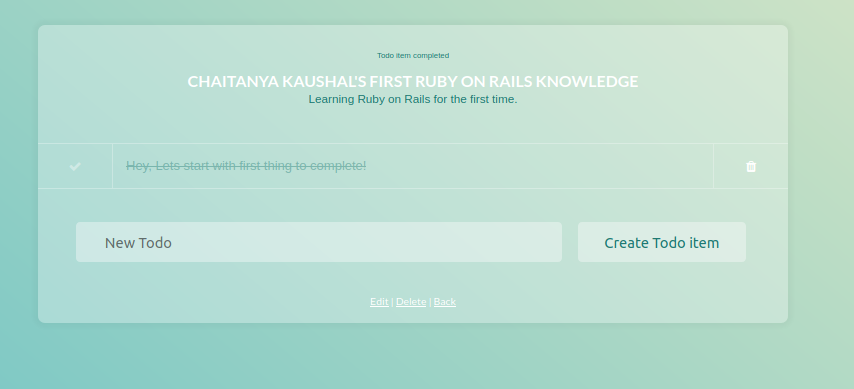 Todo item completed
CHAITANYA KAUSHAL'S FIRST RUBY ON RAILS KNOWLEDGE
Learning Ruby on Rails for the first time.
Hey, Lets start with first thing to complete!
New Todo
Create Todo item
Edit | Delete | Back